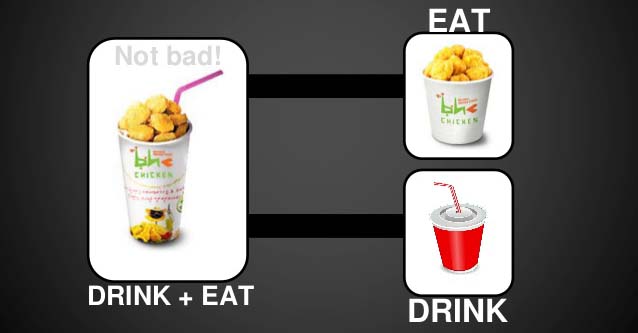 Not bad!
bhc
CHICKEN
DRINK + EAT
EAT
bhc
CHICKEN
DRINK